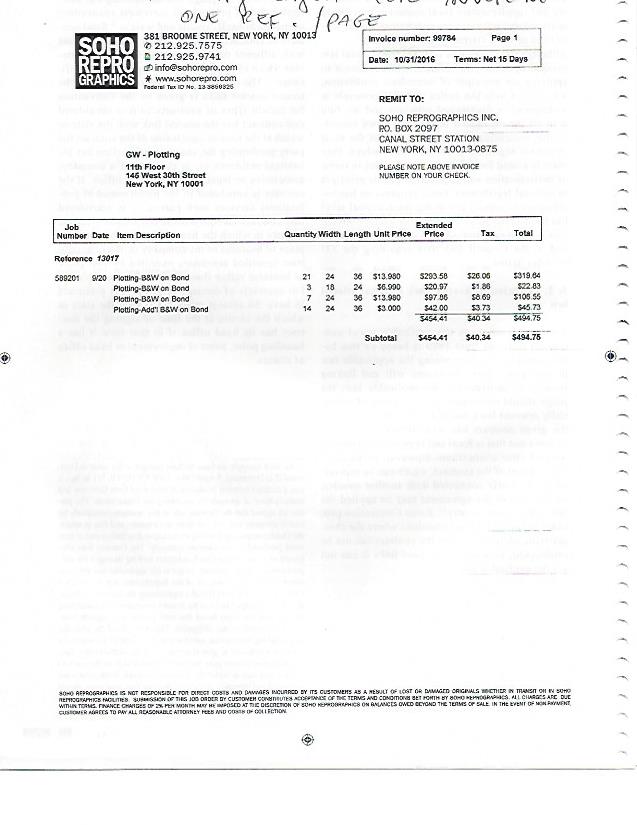 ONE REF. / PAGE
SOHO
REPRO
GRAPHICS
381 BROOME STREET, NEW YORK, NY 10013
212.925.7575
212.925.9741
info@sohorepro.com
www.sohorepro.com
Federal Tax ID No. 13-3859325
Invoice number: 99784 Page 1
Date: 10/31/2016 Terms: Net 15 Days
REMIT TO:
SOHO REPROGRAPHICS INC.
P.O. BOX 2097
CANAL STREET STATION
NEW YORK, NY 10013-0875
PLEASE NOTE ABOVE INVOICE
NUMBER ON YOUR CHECK.
GW - Plotting
11th Floor
145 West 30th Street
New York, NY 10001
Job Number Date Item Description Quantity Width Length Unit Price Extended Price Tax Total
Reference 13017
589201 9/20 Plotting-B&W on Bond 21 24 36 $13.980 $293.58 $26.06 $319.64
Plotting-B&W on Bond 3 18 24 $6.990 $20.97 $1.86 $22.83
Plotting-B&W on Bond 7 24 36 $13.980 $97.86 $8.69 $106.55
Plotting-Add'l B&W on Bond 14 24 36 $3.000 $42.00 $3.73 $45.73
$454.41 $40.34 $494.75
Subtotal $454.41 $40.34 $494.75
SOHO REPROGRAPHICS IS NOT RESPONSIBLE FOR DIRECT COSTS AND DAMAGES INCURRED BY ITS CUSTOMERS AS A RESULT OF LOST OR DAMAGED ORIGINALS WHETHER IN TRANSIT OR IN SOHO
REPROGRAPHICS FACILITIES. SUBMISSION OF THIS JOB ORDER BY CUSTOMER CONSTITUTES ACCEPTANCE OF THE TERMS AND CONDITIONS SET FORTH BY SOHO REPROGRAPHICS. ALL CHARGES ARE DUE
WITHIN TERMS. FINANCE CHARGES OF 2% PER MONTH MAY BE IMPOSED AT THE DISCRETION OF SOHO REPROGRAPHICS ON BALANCES OWED BEYOND THE TERMS OF SALE. IN THE EVENT OF NON PAYMENT,
CUSTOMER AGREES TO PAY ALL REASONABLE ATTORNEY FEES AND COSTS OF COLLECTION.